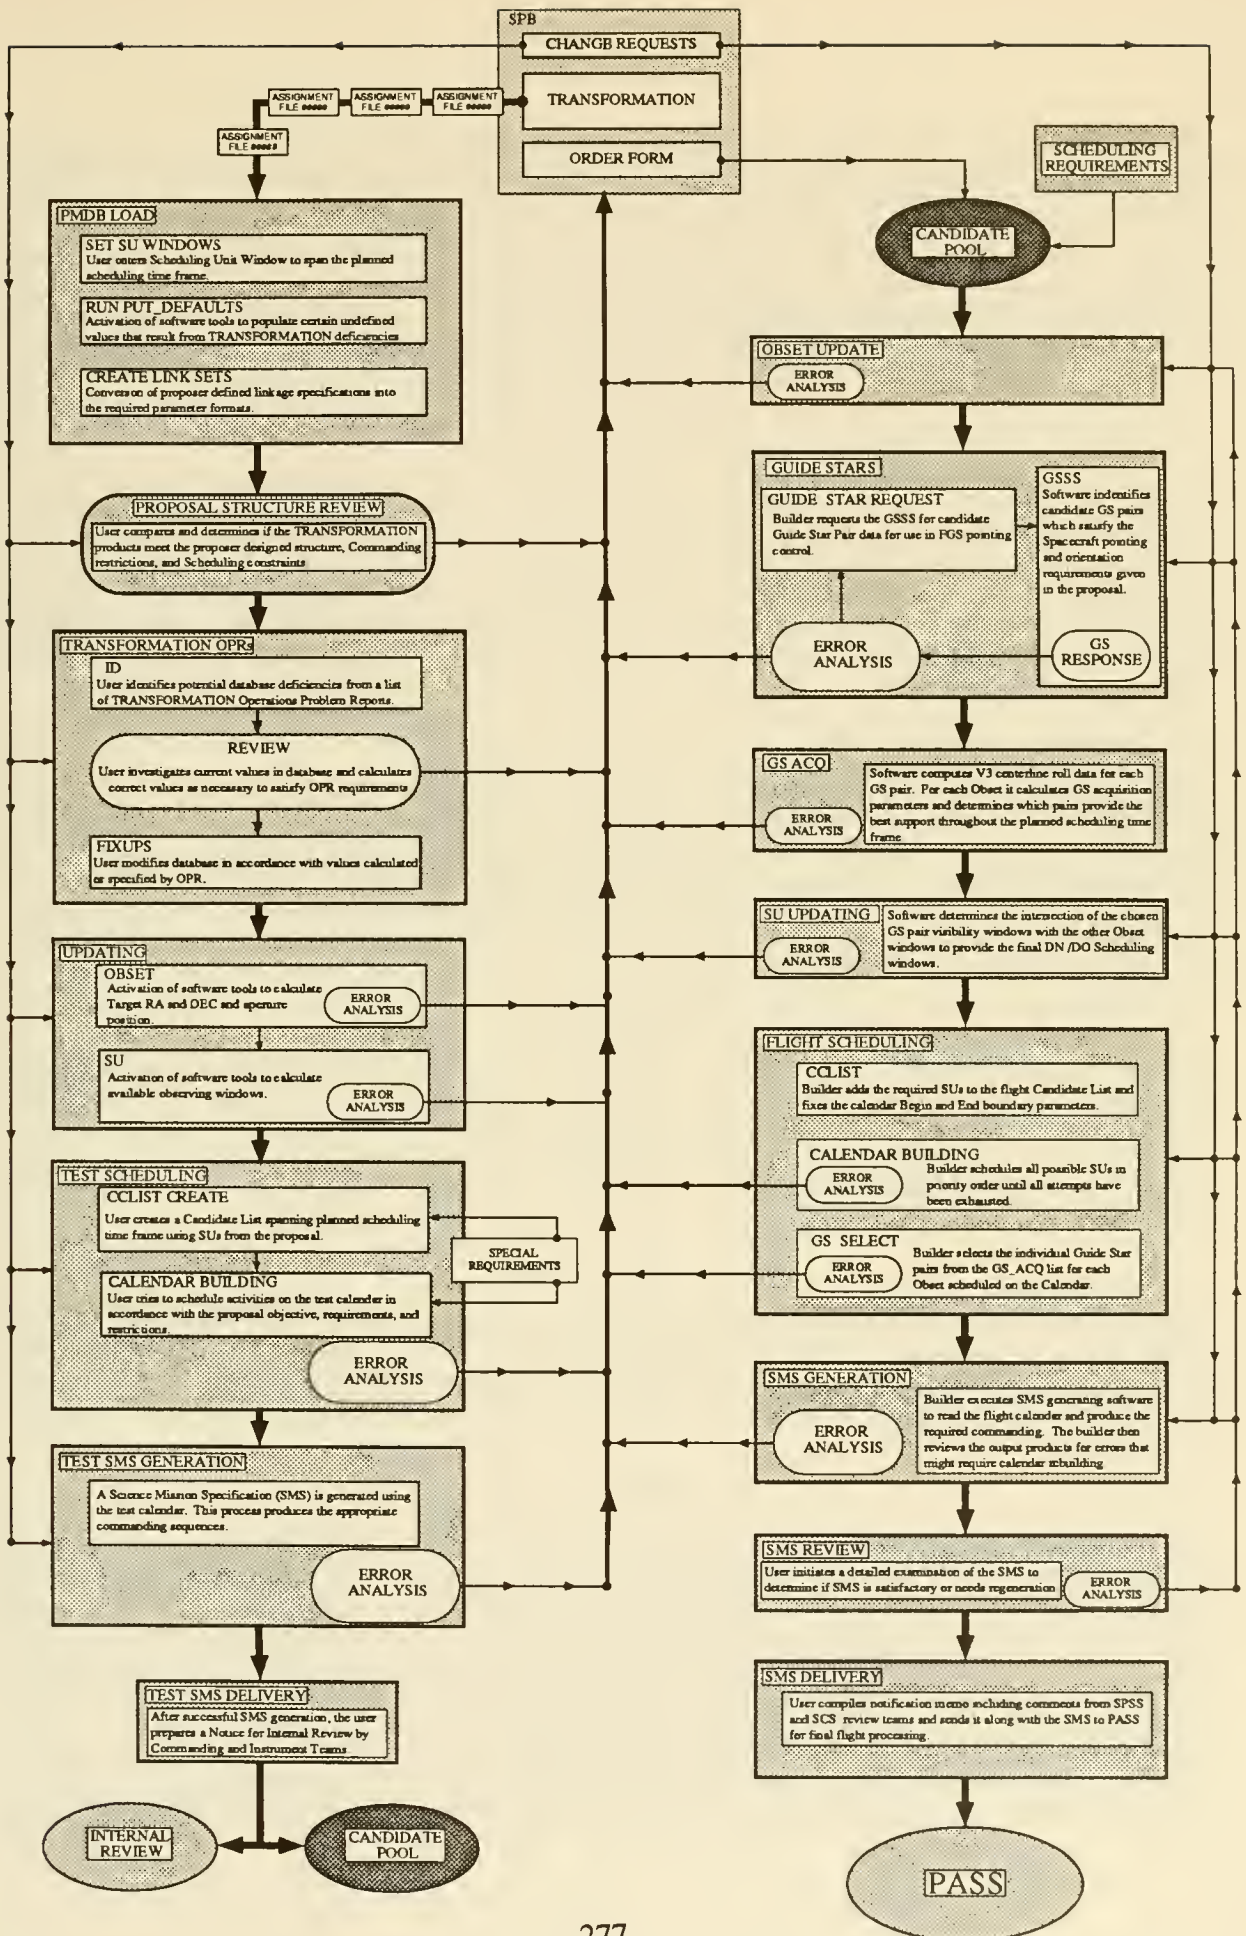 SPB
CHANGE REQUESTS
TRANSFORMATION
ORDER FORM
ASSIGNMENT
FILE #####
ASSIGNMENT
FILE #####
ASSIGNMENT
FILE #####
ASSIGNMENT
FILE #####
PMDB LOAD
SET SU WINDOWS
User enters Scheduling Unit Window to span the planned
scheduling time frame.
RUN PUT_DEFAULTS
Activation of software tools to populate certain undefined
values that result from TRANSFORMATION deficiencies
CREATE LINK SETS
Conversion of proposer defined linkage specifications into
the required parameter formats.
PROPOSAL STRUCTURE REVIEW
User compares and determines if the TRANSFORMATION
products meet the proposer designed structure, Commanding
restrictions, and Scheduling constraints
TRANSFORMATION OPRs
ID
User identifies potential database deficiencies from a list
of TRANSFORMATION Operations Problem Reports.
REVIEW
User investigates current values in database and calculates
correct values as necessary to satisfy OPR requirements
FIXUPS
User modifies database in accordance with values calculated
as specified by OPR.
UPDATING
OBSET
Activation of software tools to calculate
Target RA and DEC and aperture
position.
ERROR
ANALYSIS
SU
Activation of software tools to calculate
available observing windows.
ERROR
ANALYSIS
TEST SCHEDULING
CCLIST CREATE
User creates a Candidate List spanning planned scheduling
time frame using SUs from the proposal.
SPECIAL
REQUIREMENTS
CALENDAR BUILDING
User tries to schedule activities on the test calender in
accordance with the proposal objective, requirements, and
restrictions.
ERROR
ANALYSIS
TEST SMS GENERATION
A Science Mission Specification (SMS) is generated using
the test calendar. This process produces the appropriate
commanding sequences.
ERROR
ANALYSIS
TEST SMS DELIVERY
After successful SMS generation, the user
prepares a Notice for Internal Review by
Commanding and Instrument Teams
INTERNAL
REVIEW
CANDIDATE
POOL
SCHEDULING
REQUIREMENTS
CANDIDATE
POOL
OBSET UPDATE
ERROR
ANALYSIS
GUIDE STARS
GUIDE STAR REQUEST
Builder requests the GSSS for candidate
Guide Star Pair data for use in FGS pointing
control.
GSSS
Software indentifies
candidate GS pairs
which satisfy the
Spacecraft pointing
and orientation
requirements given
in the proposal.
ERROR
ANALYSIS
GS
RESPONSE
GS ACQ
Software computes V3 centerline roll data for each
GS pair. Per each Obset it calculates GS acquisition
parameters and determines which pairs provide the
best support throughout the planned scheduling time
frame
ERROR
ANALYSIS
SU UPDATING
Software determines the intersection of the chosen
GS pair visibility windows with the other Obset
windows to provide the final DN /DO Scheduling
windows.
ERROR
ANALYSIS
FLIGHT SCHEDULING
CCLIST
Builder adds the required SUs to the flight Candidate List and
fixes the calendar Begin and End boundary parameters.
CALENDAR BUILDING
ERROR
ANALYSIS
Builder schedules all possible SUs in
priority order until all attempts have
been exhausted.
GS SELECT
ERROR
ANALYSIS
Builder selects the individual Guide Star
pairs from the GS_ACQ list for each
Obset scheduled on the Calendar.
SMS GENERATION
ERROR
ANALYSIS
Builder executes SMS generating software
to read the flight calendar and produce the
required commanding. The builder then
reviews the output products for errors that
might require calendar rebuilding
SMS REVIEW
User initiates a detailed examination of the SMS to
determine if SMS is satisfactory or needs regeneration
ERROR
ANALYSIS
SMS DELIVERY
User compiles notification memo including comments from SPSS
and SCS review teams and sends it along with the SMS to PASS
for final flight processing.
PASS
277